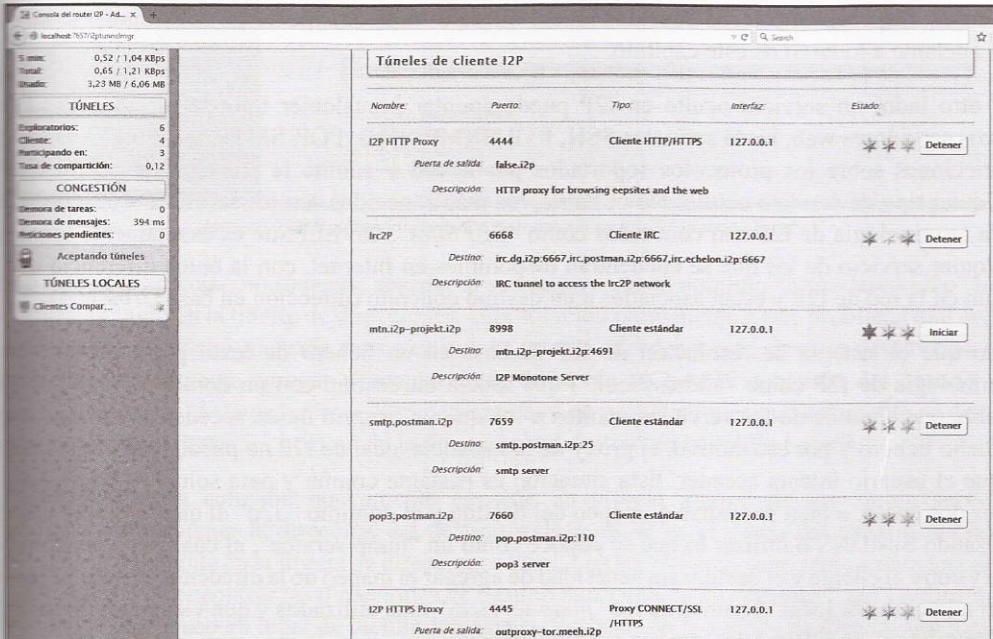 Consola del router I2P - Ad... x +
localhost:7657/i2ptunnelmgr
Search
5 min: 0,52 / 1,04 KBps
Total: 0,65 / 1,21 KBps
Usado: 3,23 MB / 6,06 MB
TÚNELES
Exploratorios: 6
Cliente: 4
Participando en: 3
Tasa de compartición: 0,12
CONGESTIÓN
Demora de tareas: 0
Demora de mensajes: 394 ms
Peticiones pendientes: 0
Aceptando túneles
TÚNELES LOCALES
Clientes Compar...
Túneles de cliente I2P
Nombre: Puerto: Tipo: Interfaz: Estado:
I2P HTTP Proxy 4444 Cliente HTTP/HTTPS 127.0.0.1 Detener
Puerta de salida: false.i2p
Descripción: HTTP proxy for browsing eepsites and the web
Irc2P 6668 Cliente IRC 127.0.0.1 Detener
Destino: irc.dg.i2p:6667,irc.postman.i2p:6667,irc.echelon.i2p:6667
Descripción: IRC tunnel to access the Irc2P network
mtn.i2p-projekt.i2p 8998 Cliente estándar 127.0.0.1 Iniciar
Destino: mtn.i2p-projekt.i2p:4691
Descripción: I2P Monotone Server
smtp.postman.i2p 7659 Cliente estándar 127.0.0.1 Detener
Destino: smtp.postman.i2p:25
Descripción: smtp server
pop3.postman.i2p 7660 Cliente estándar 127.0.0.1 Detener
Destino: pop.postman.i2p:110
Descripción: pop3 server
I2P HTTPS Proxy 4445 Proxy CONNECT/SSL 127.0.0.1 Detener
/HTTPS
Puerta de salida: outproxy-tor.meeh.i2p